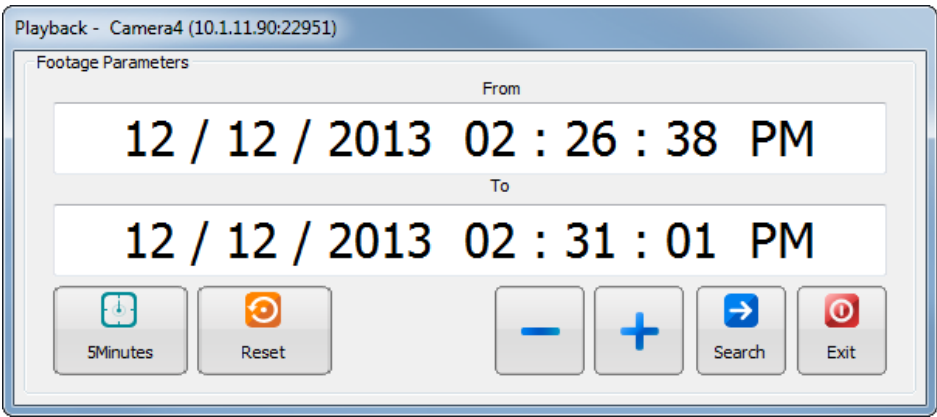 Playback -  Camera4 (10.1.11.90:22951)
Footage Parameters
From
12 / 12 / 2013  02 : 26 : 38  PM
To
12 / 12 / 2013  02 : 31 : 01  PM
5Minutes Reset Search Exit